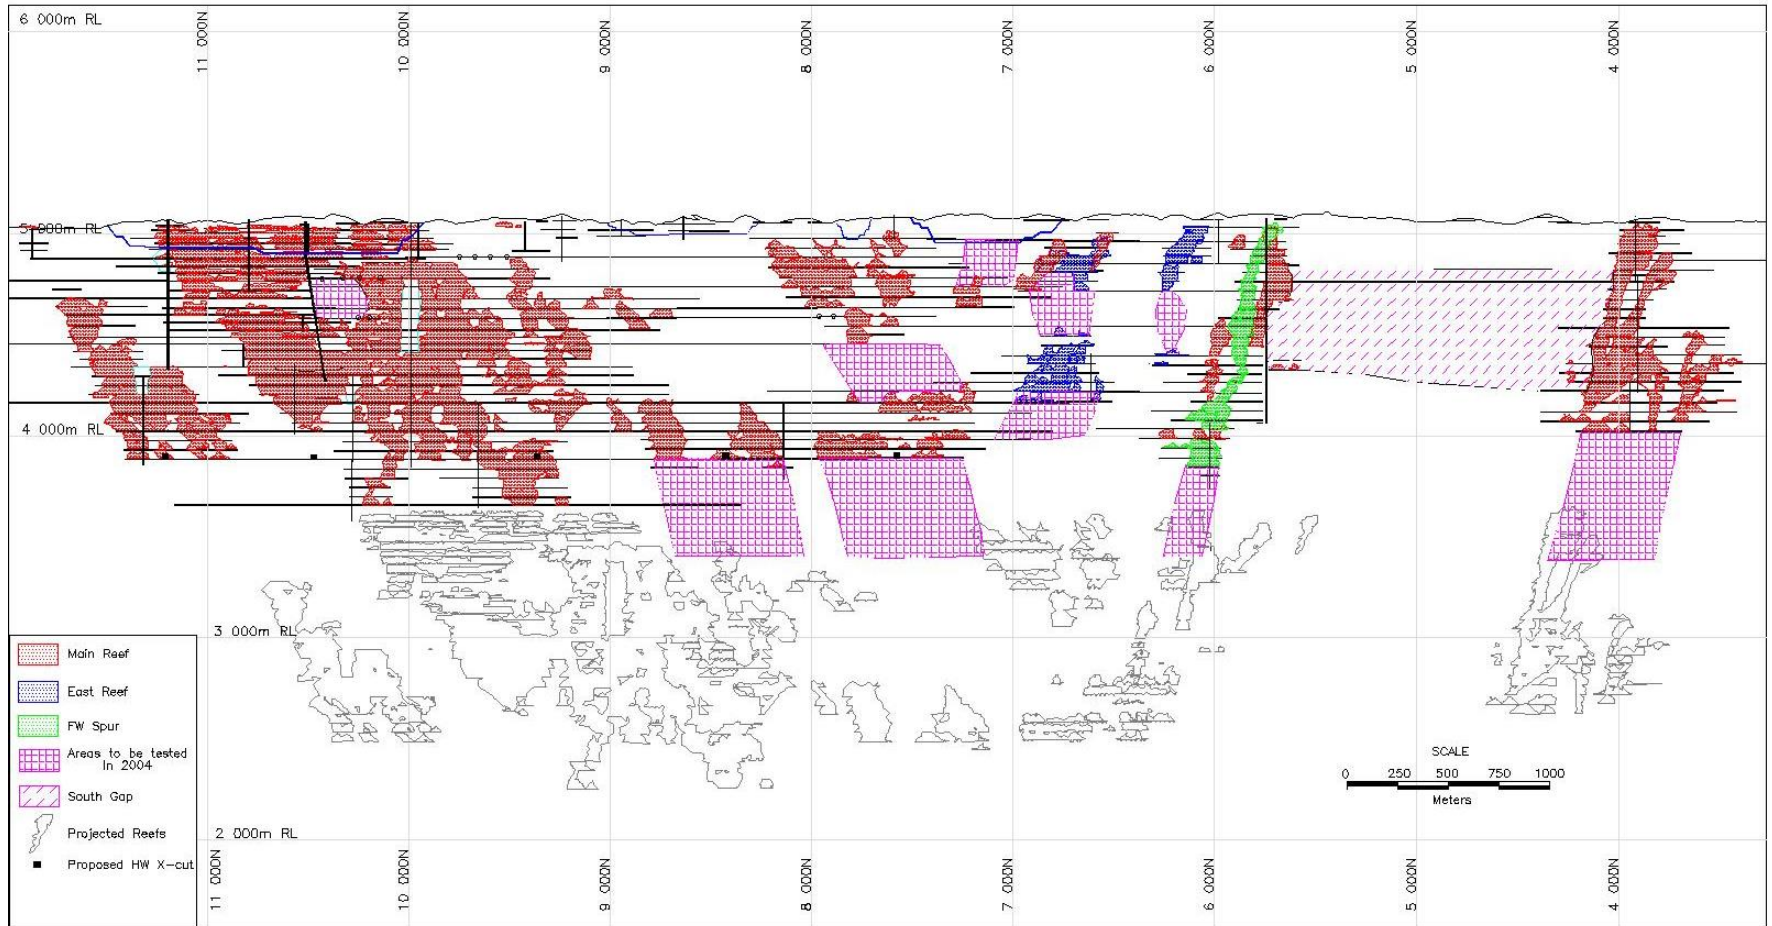 6 000m RL
11 000N
10 000N
9 000N
8 000N
7 000N
6 000N
5 000N
4 000N
5 000m RL
4 000m RL
3 000m RL
2 000m RL
Main Reef
East Reef
FW Spur
Areas to be tested
In 2004
South Gap
Projected Reefs
Proposed HW X-cut
SCALE
0 250 500 750 1000
Meters
11 000N
10 000N
9 000N
8 000N
7 000N
6 000N
5 000N
4 000N